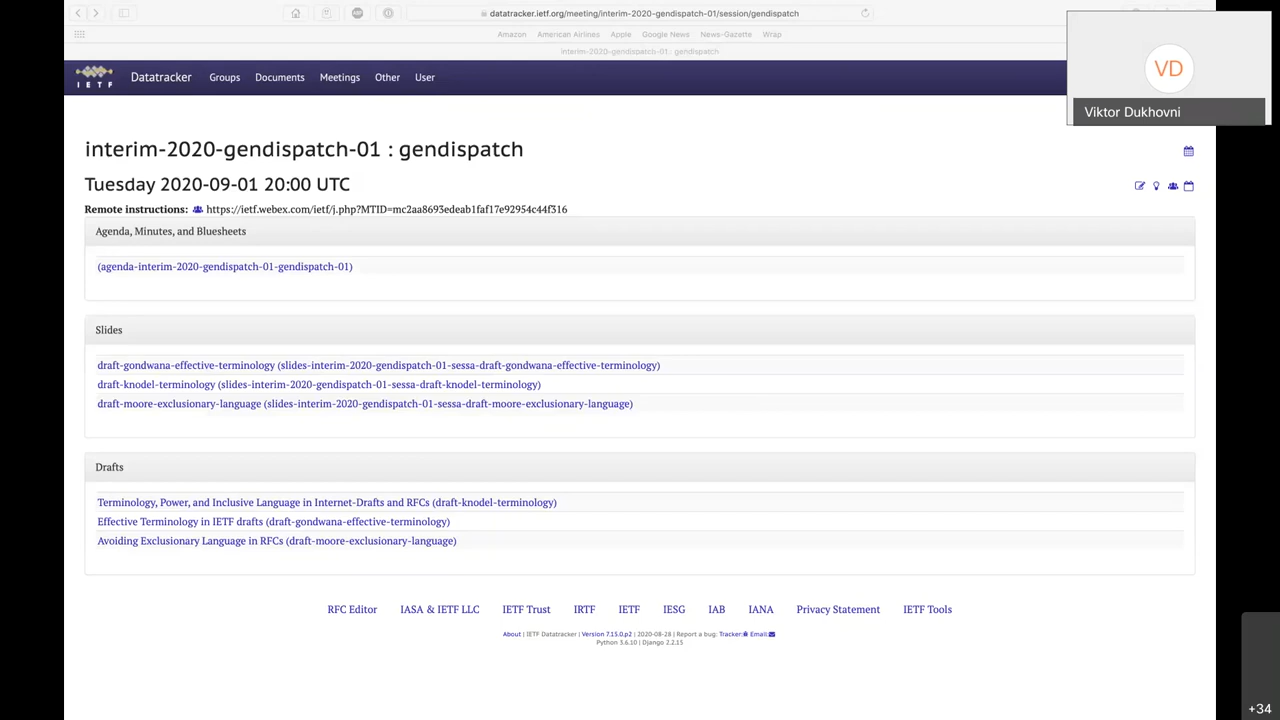 datatracker.ietf.org/meeting/interim-2020-gendispatch-01/session/gendispatch
Amazon American Airlines Apple Google News News-Gazette Wrap
interim-2020-gendispatch-01 : gendispatch
IETF Datatracker Groups Documents Meetings Other User
VD
Viktor Dukhovni
interim-2020-gendispatch-01 : gendispatch
Tuesday 2020-09-01 20:00 UTC
Remote instructions: https://ietf.webex.com/ietf/j.php?MTID=mc2aa8693edeab1faf17e92954c44f316
Agenda, Minutes, and Bluesheets
(agenda-interim-2020-gendispatch-01-gendispatch-01)
Slides
draft-gondwana-effective-terminology (slides-interim-2020-gendispatch-01-sessa-draft-gondwana-effective-terminology)
draft-knodel-terminology (slides-interim-2020-gendispatch-01-sessa-draft-knodel-terminology)
draft-moore-exclusionary-language (slides-interim-2020-gendispatch-01-sessa-draft-moore-exclusionary-language)
Drafts
Terminology, Power, and Inclusive Language in Internet-Drafts and RFCs (draft-knodel-terminology)
Effective Terminology in IETF drafts (draft-gondwana-effective-terminology)
Avoiding Exclusionary Language in RFCs (draft-moore-exclusionary-language)
RFC Editor IASA & IETF LLC IETF Trust IRTF IETF IESG IAB IANA Privacy Statement IETF Tools
About | IETF Datatracker | Version 7.15.0.p2 | 2020-08-28 | Report a bug: Tracker: Email:
Python 3.6.10 | Django 2.2.15
+34